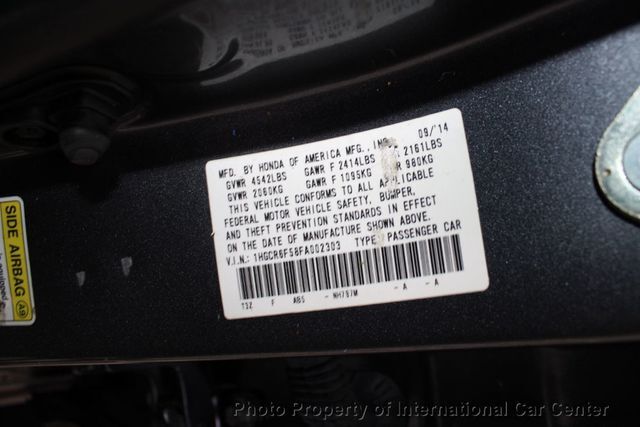 MFD. BY HONDA OF AMERICA MFG., INC. 09/'14
GVWR 4542LBS GAWR F 2414LBS 2161LBS
GVWR 2060KG GAWR F 1095KG 980KG
THIS VEHICLE CONFORMS TO ALL APPLICABLE
FEDERAL MOTOR VEHICLE SAFETY, BUMPER,
AND THEFT PREVENTION STANDARDS IN EFFECT
ON THE DATE OF MANUFACTURE SHOWN ABOVE.
V.I.N.: 1HGCR6F58FA002303 TYPE: PASSENGER CAR
T3Z F AB5 - NH797M - A - A
SIDE AIRBAG A9
Photo Property of International Car Center